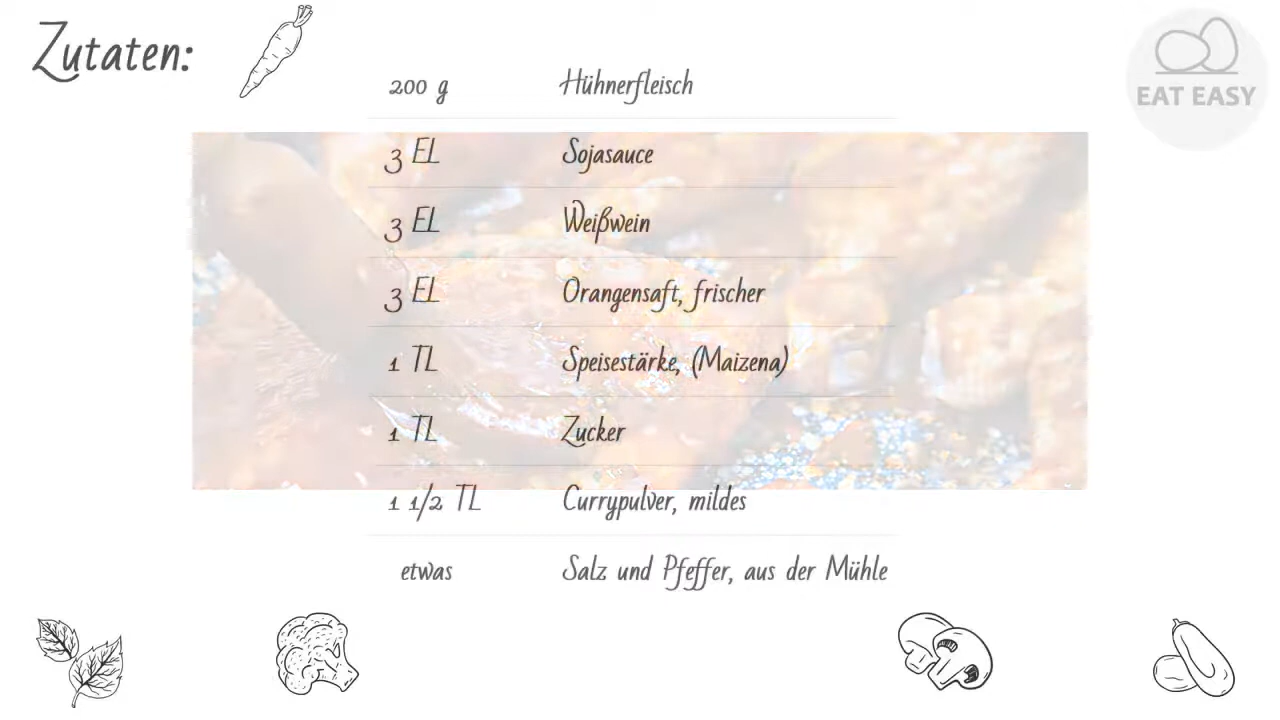 Zutaten:
EAT EASY
200 g Hühnerfleisch
3 EL Sojasauce
3 EL Weißwein
3 EL Orangensaft, frischer
1 TL Speisestärke, (Maizena)
1 TL Zucker
1 1/2 TL Currypulver, mildes
etwas Salz und Pfeffer, aus der Mühle